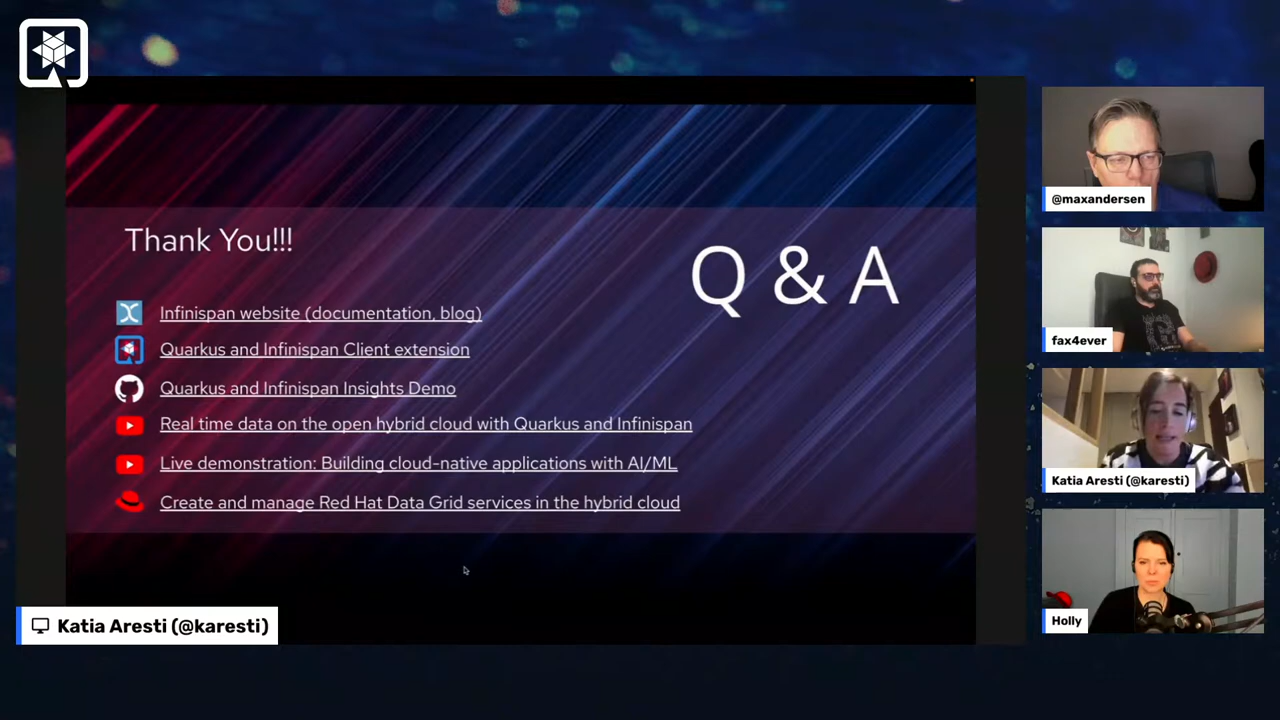 Thank You!!!
Q & A
Infinispan website (documentation, blog)
Quarkus and Infinispan Client extension
Quarkus and Infinispan Insights Demo
Real time data on the open hybrid cloud with Quarkus and Infinispan
Live demonstration: Building cloud-native applications with AI/ML
Create and manage Red Hat Data Grid services in the hybrid cloud
Katia Aresti (@karesti)
@maxandersen
fax4ever
Katia Aresti (@karesti)
Holly